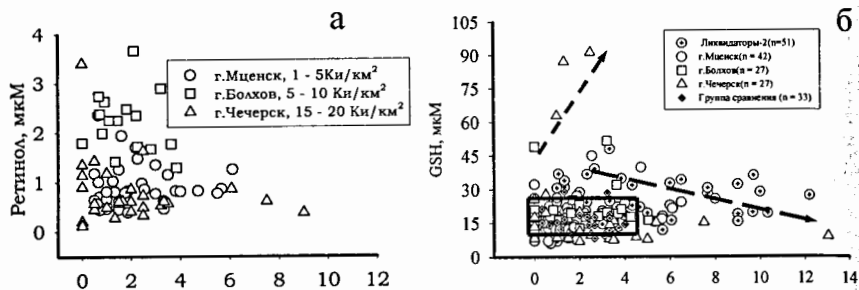 а
Ретинол, мкМ
4
3
2
1
0
0 2 4 6 8 10 12
г.Мценск, 1 - 5Ки/км²
г.Болхов, 5 - 10 Ки/км²
г.Чечерск, 15 - 20 Ки/км²
б
GSH, мкМ
105
90
75
60
45
30
15
0
0 2 4 6 8 10 12 14
Ликвидаторы-2(n=51)
г.Мценск(n = 42)
г.Болхов(n = 27)
г.Чечерск(n = 27)
Группа сравнения (n = 33)